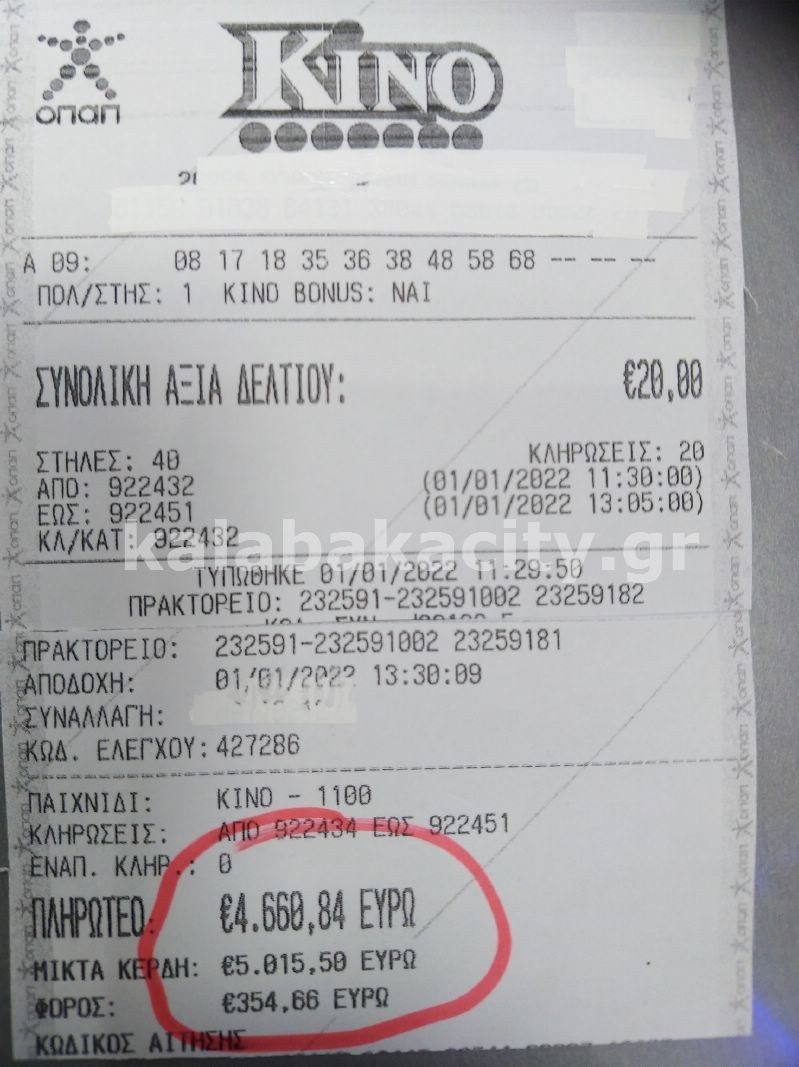 οπαπ
KINO
Α 09: 08 17 18 35 36 38 48 58 68 -- -- --
ΠΟΛ/ΣΤΗΣ: 1 ΚΙΝΟ BONUS: ΝΑΙ
ΣΥΝΟΛΙΚΗ ΑΞΙΑ ΔΕΛΤΙΟΥ: €20,00
ΣΤΗΛΕΣ: 40 ΚΛΗΡΩΣΕΙΣ: 20
ΑΠΟ: 922432 (01/01/2022 11:30:00)
ΕΩΣ: 922451 (01/01/2022 13:05:00)
ΚΛ/ΚΑΤ: 922432
kalabakacity.gr
ΤΥΠΩΘΗΚΕ 01/01/2022 11:29:50
ΠΡΑΚΤΟΡΕΙΟ: 232591-232591002 23259182
ΠΡΑΚΤΟΡΕΙΟ: 232591-232591002 23259181
ΑΠΟΔΟΧΗ: 01/01/2022 13:30:09
ΣΥΝΑΛΛΑΓΗ:
ΚΩΔ. ΕΛΕΓΧΟΥ: 427286
ΠΑΙΧΝΙΔΙ: ΚΙΝΟ - 1100
ΚΛΗΡΩΣΕΙΣ: ΑΠΟ 922434 ΕΩΣ 922451
ΕΝΑΠ. ΚΛΗΡ.: 0
ΠΛΗΡΩΤΕΟ: €4.660,84 ΕΥΡΩ
ΜΙΚΤΑ ΚΕΡΔΗ: €5.015,50 ΕΥΡΩ
ΦΟΡΟΣ: €354,66 ΕΥΡΩ
ΚΩΔΙΚΟΣ ΑΙΤΗΣΗΣ